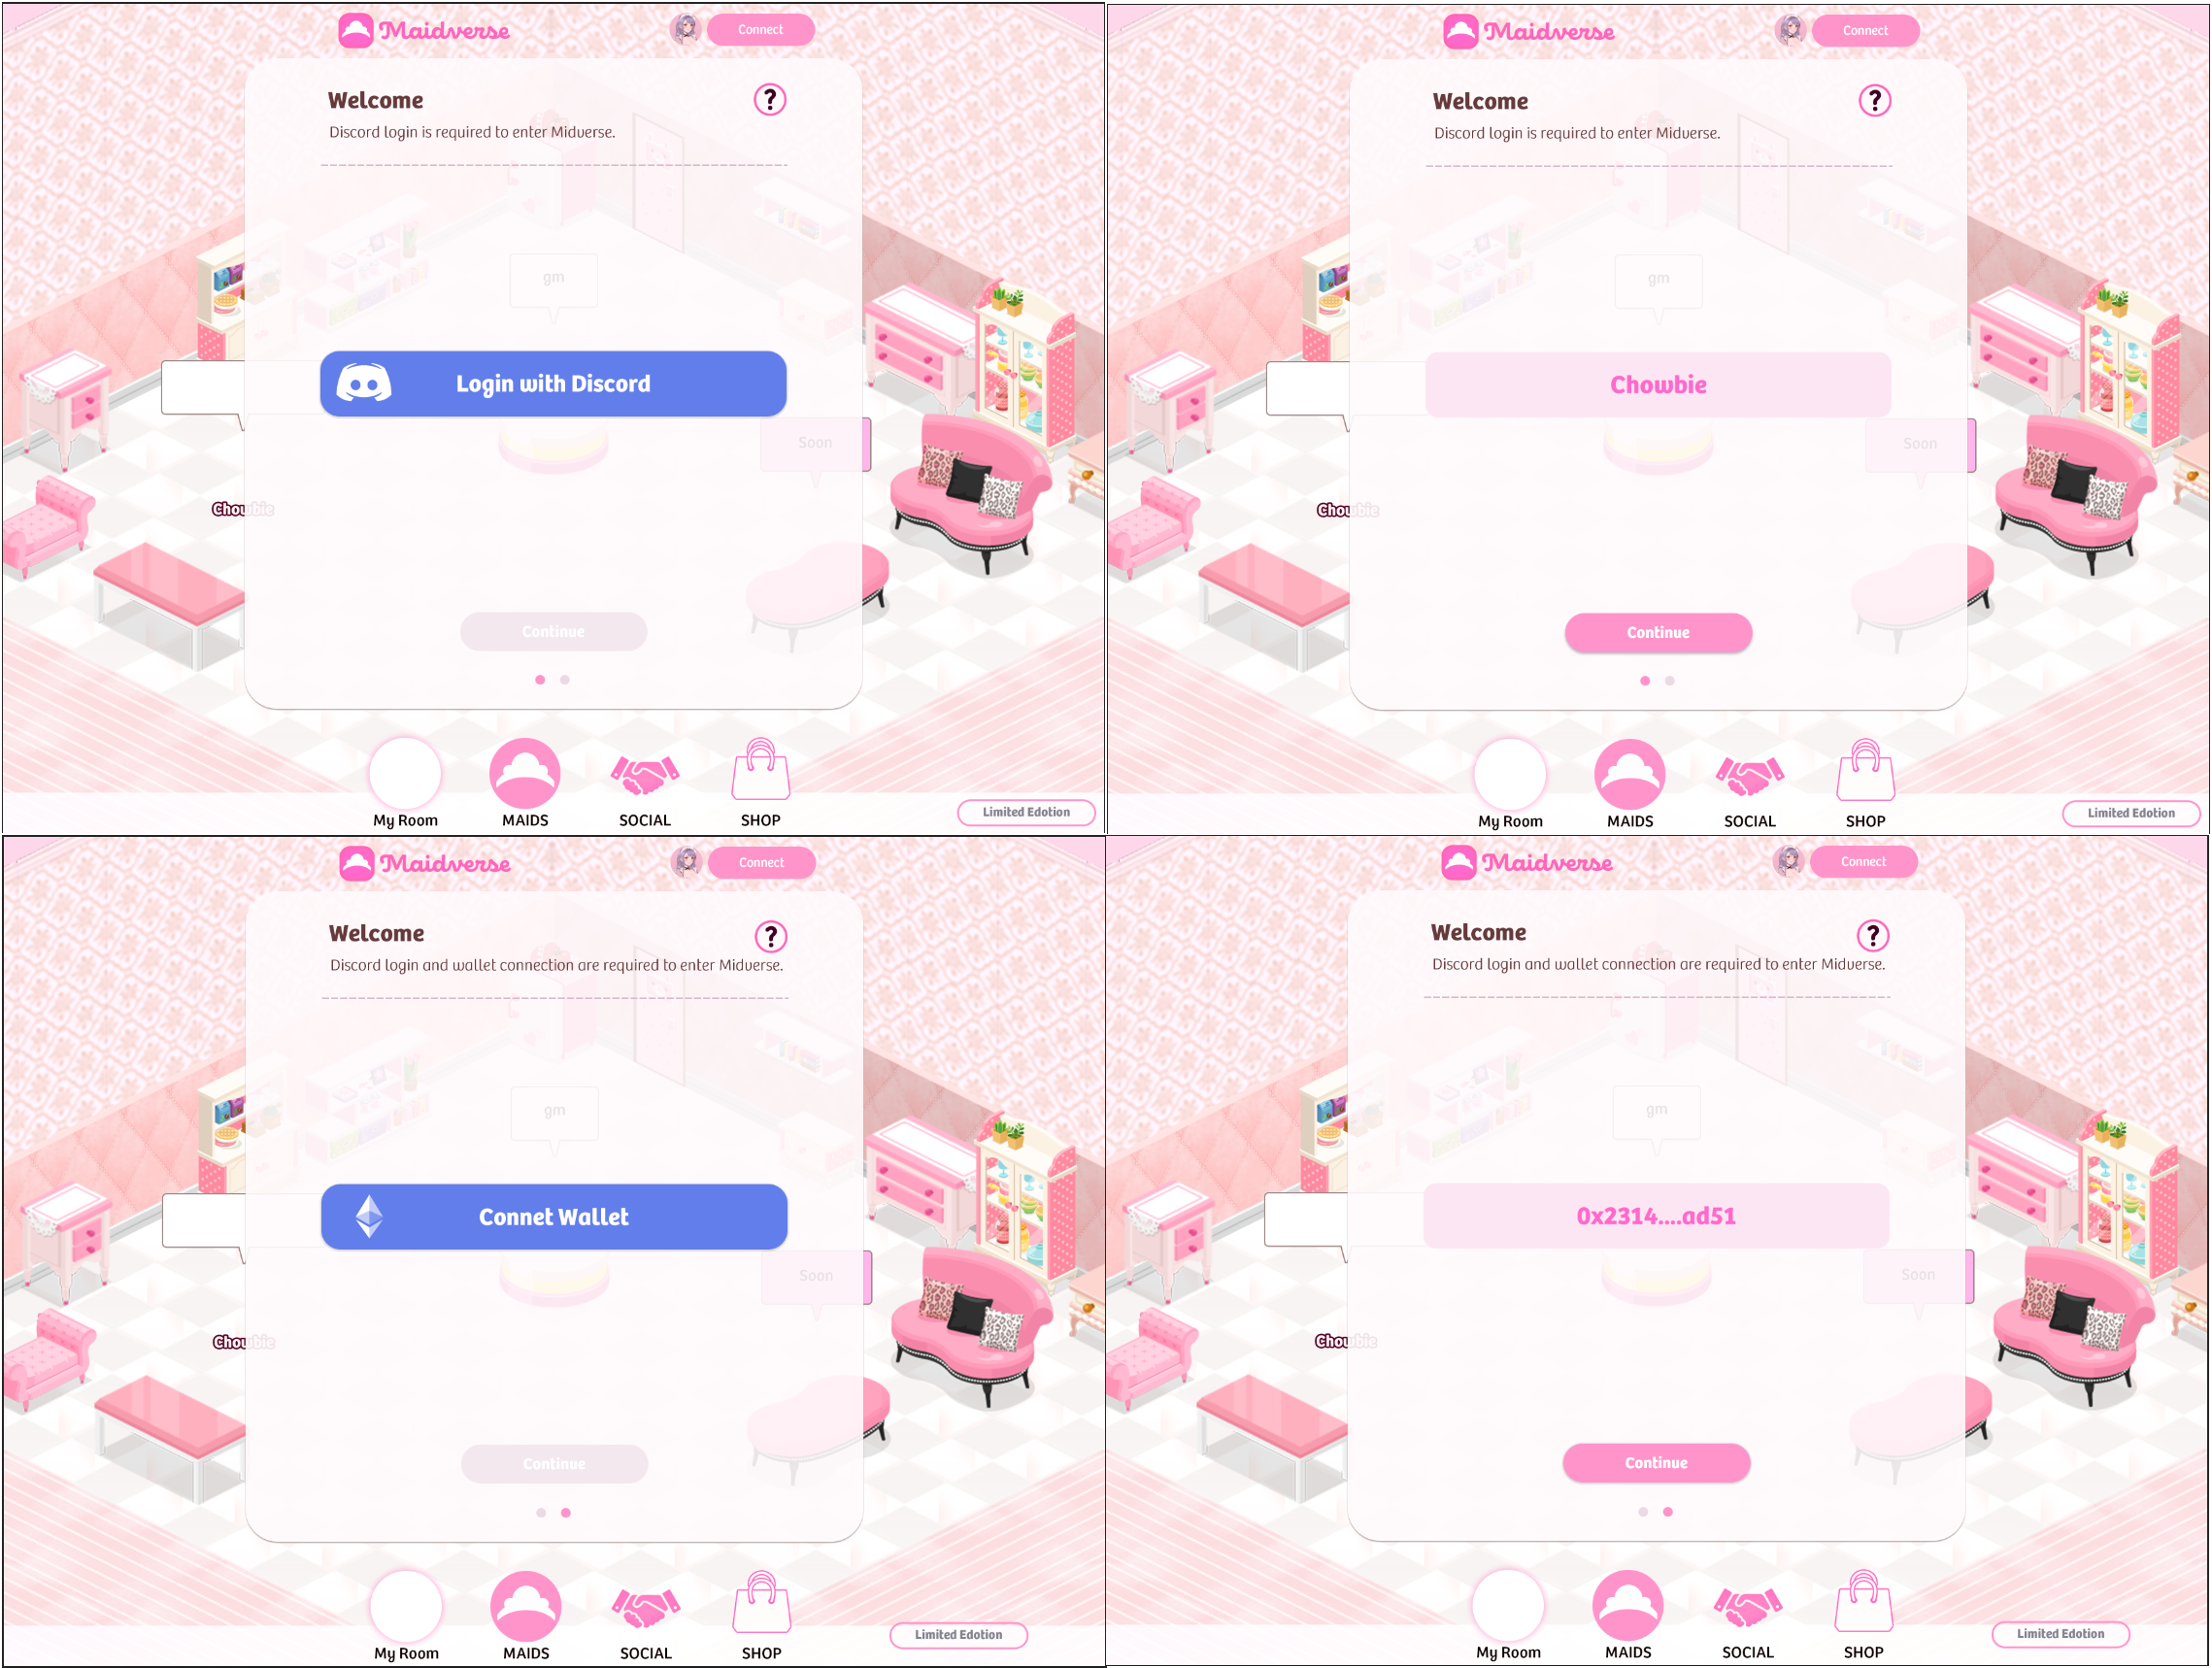 Maidverse
Connect
Welcome
?
Discord login is required to enter Midverse.
gm
Login with Discord
Soon
Chowbie
Continue
My Room
MAIDS
SOCIAL
SHOP
Limited Edotion
Maidverse
Connect
Welcome
?
Discord login is required to enter Midverse.
gm
Chowbie
Soon
Chowbie
Continue
My Room
MAIDS
SOCIAL
SHOP
Limited Edotion
Maidverse
Connect
Welcome
?
Discord login and wallet connection are required to enter Midverse.
gm
Connet Wallet
Soon
Chowbie
Continue
My Room
MAIDS
SOCIAL
SHOP
Limited Edotion
Maidverse
Connect
Welcome
?
Discord login and wallet connection are required to enter Midverse.
gm
0x2314....ad51
Soon
Chowbie
Continue
My Room
MAIDS
SOCIAL
SHOP
Limited Edotion